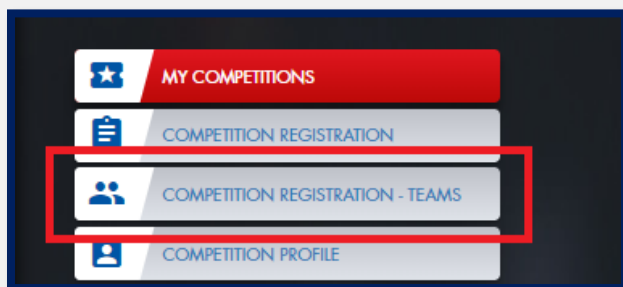 MY COMPETITIONS
COMPETITION REGISTRATION
COMPETITION REGISTRATION - TEAMS
COMPETITION PROFILE